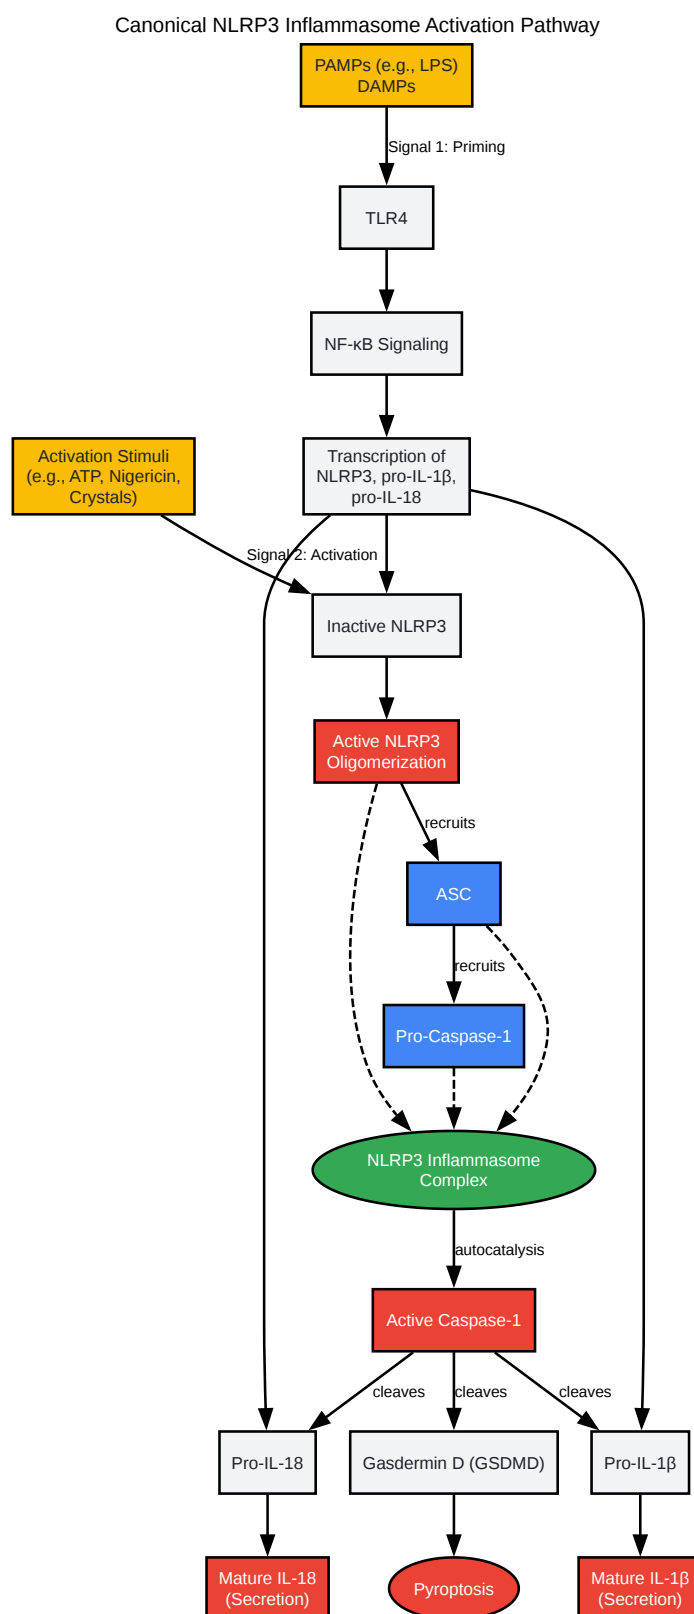 Canonical NLRP3 Inflammasome Activation Pathway
PAMPs (e.g., LPS)
DAMPs
Signal 1: Priming
TLR4
NF-κB Signaling
Activation Stimuli
(e.g., ATP, Nigericin,
Crystals)
Transcription of
NLRP3, pro-IL-1β,
pro-IL-18
Signal 2: Activation
Inactive NLRP3
Active NLRP3
Oligomerization
recruits
ASC
recruits
Pro-Caspase-1
NLRP3 Inflammasome
Complex
autocatalysis
Active Caspase-1
cleaves
cleaves
cleaves
Pro-IL-18
Gasdermin D (GSDMD)
Pro-IL-1β
Mature IL-18
(Secretion)
Pyroptosis
Mature IL-1β
(Secretion)